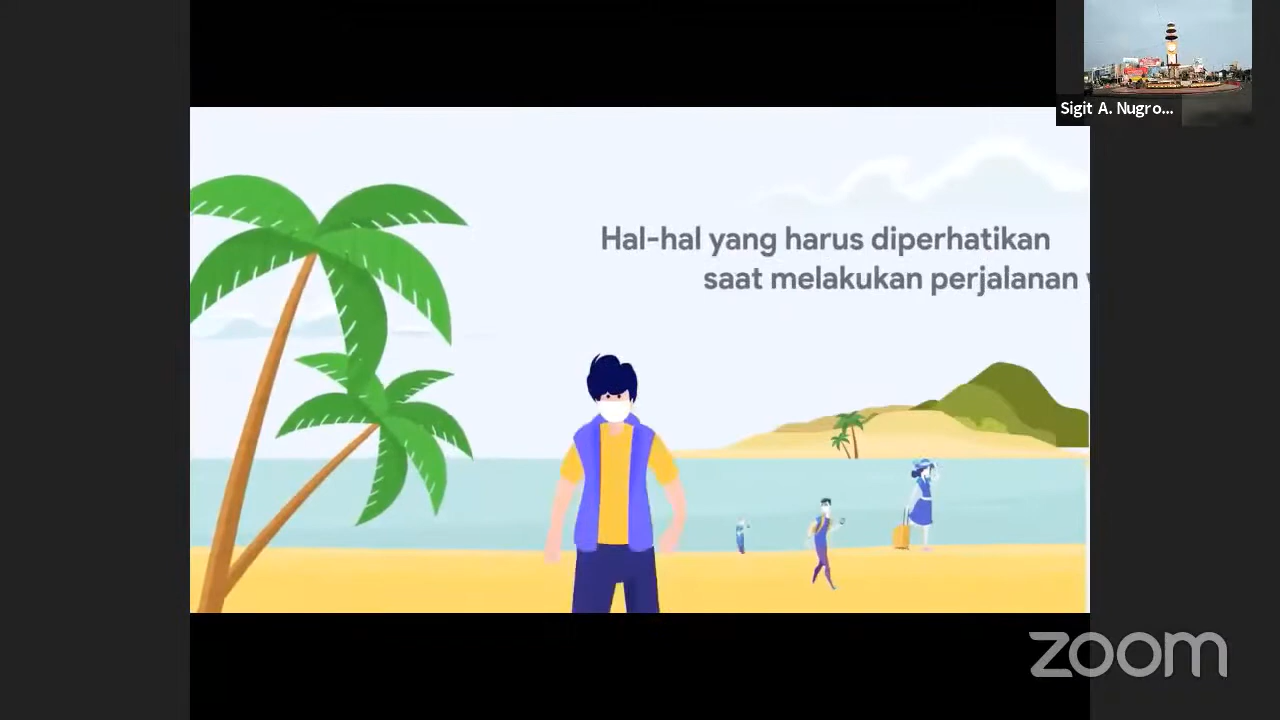 Sigit A. Nugro...
Hal-hal yang harus diperhatikan
saat melakukan perjalanan
zoom